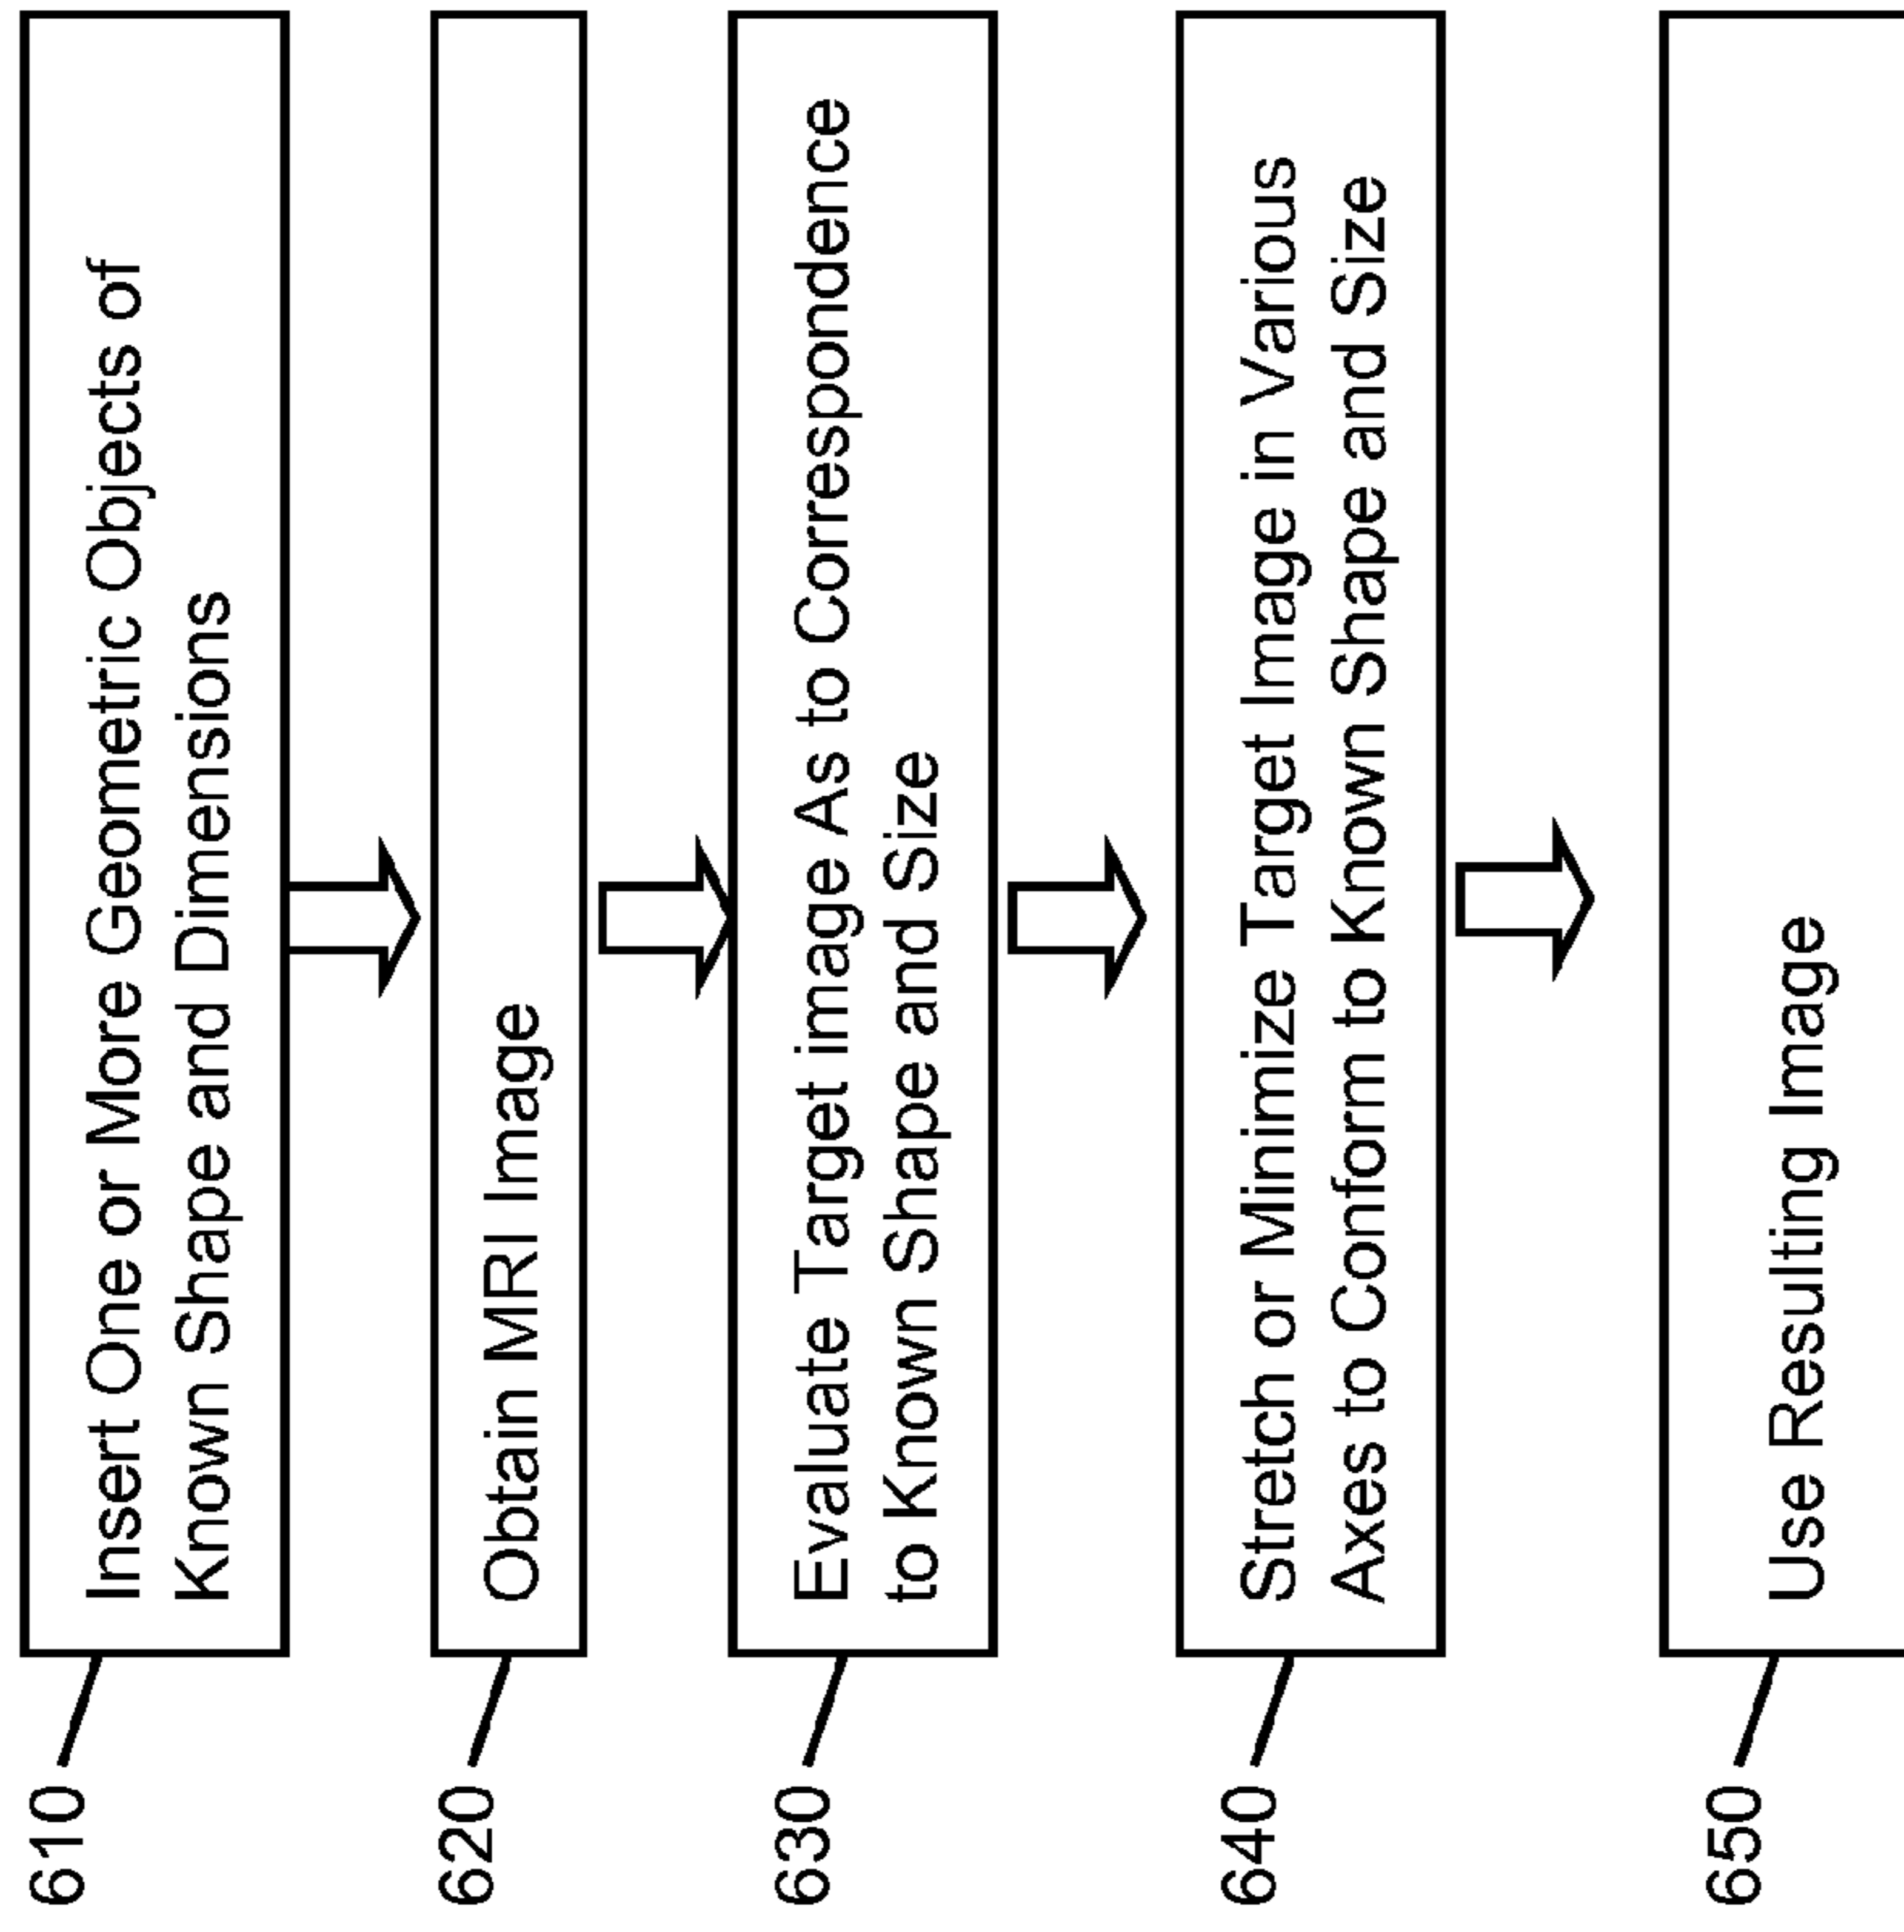 610
Insert One or More Geometric Objects of
Known Shape and Dimensions
620
Obtain MRI Image
630
Evaluate Target image As to Correspondence
to Known Shape and Size
640
Stretch or Minimize Target Image in Various
Axes to Conform to Known Shape and Size
650
Use Resulting Image